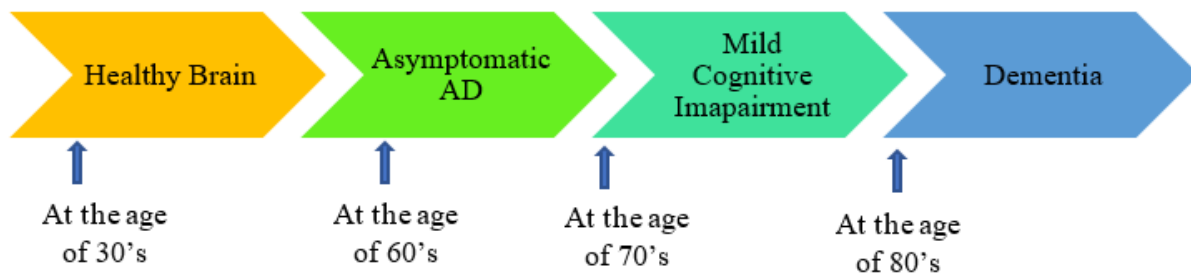 Healthy Brain
Asymptomatic
AD
Mild
Cognitive
Imapairment
Dementia
At the age
of 30’s
At the age
of 60’s
At the age
of 70’s
At the age
of 80’s